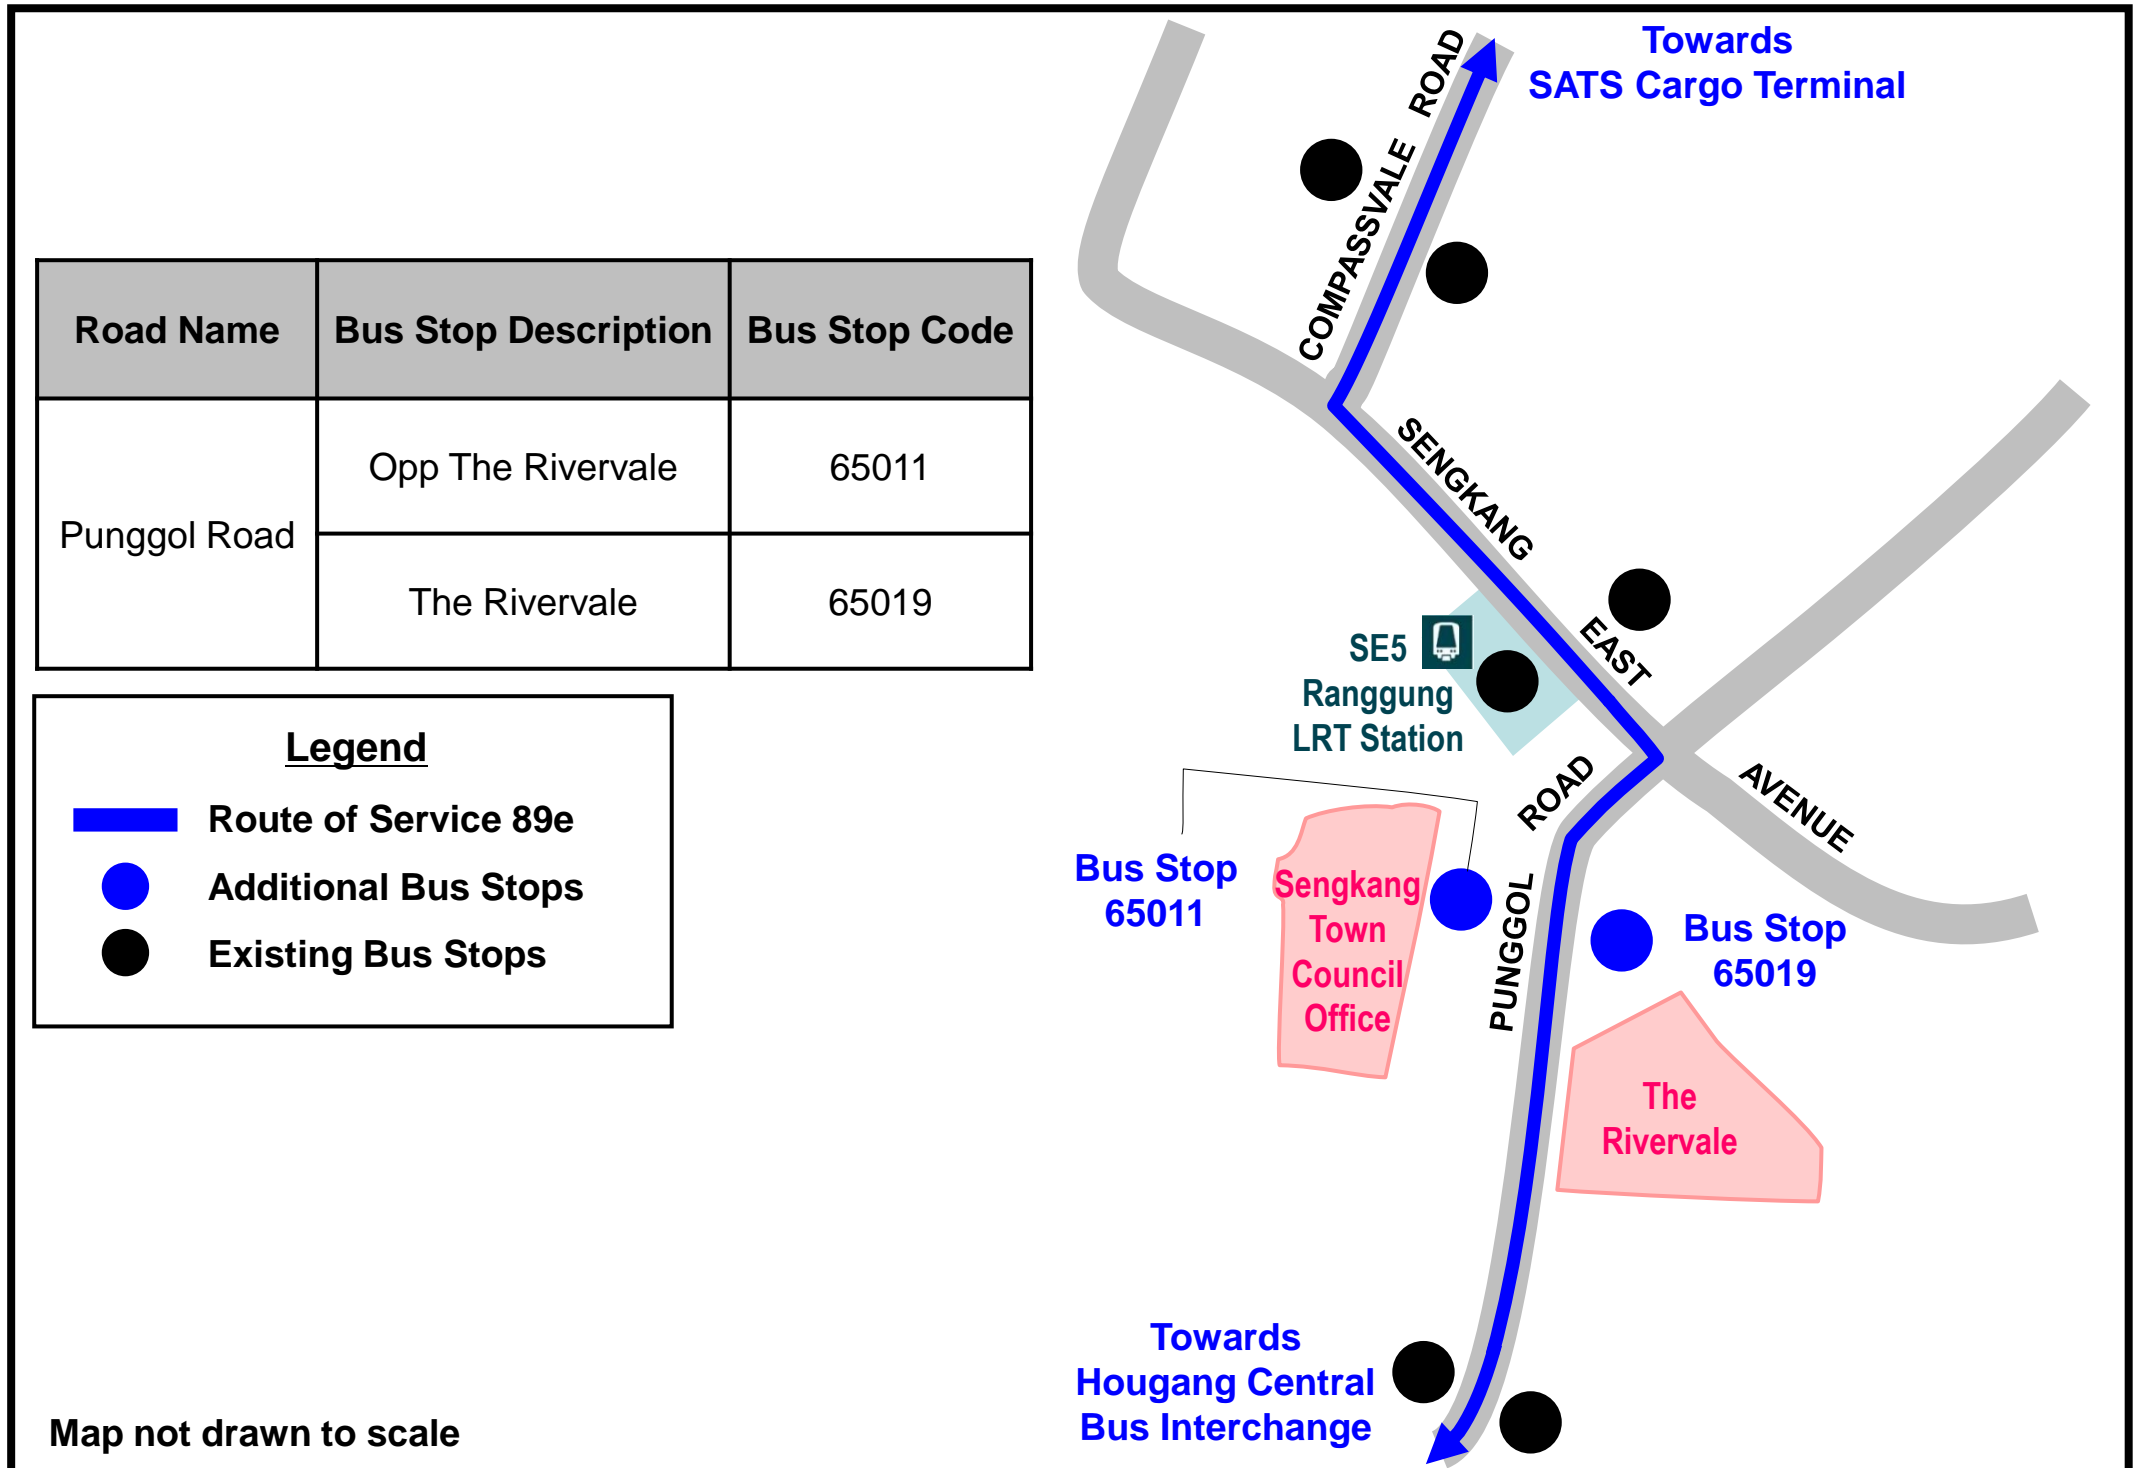 Road Name
Bus Stop Description
Bus Stop Code
Punggol Road
Opp The Rivervale
65011
The Rivervale
65019
Legend
Route of Service 89e
Additional Bus Stops
Existing Bus Stops
Map not drawn to scale
Towards
SATS Cargo Terminal
COMPASSVALE ROAD
SENGKANG EAST AVENUE
SE5
Ranggung
LRT Station
PUNGGOL ROAD
Bus Stop
65011
Sengkang
Town
Council
Office
Bus Stop
65019
The
Rivervale
Towards
Hougang Central
Bus Interchange